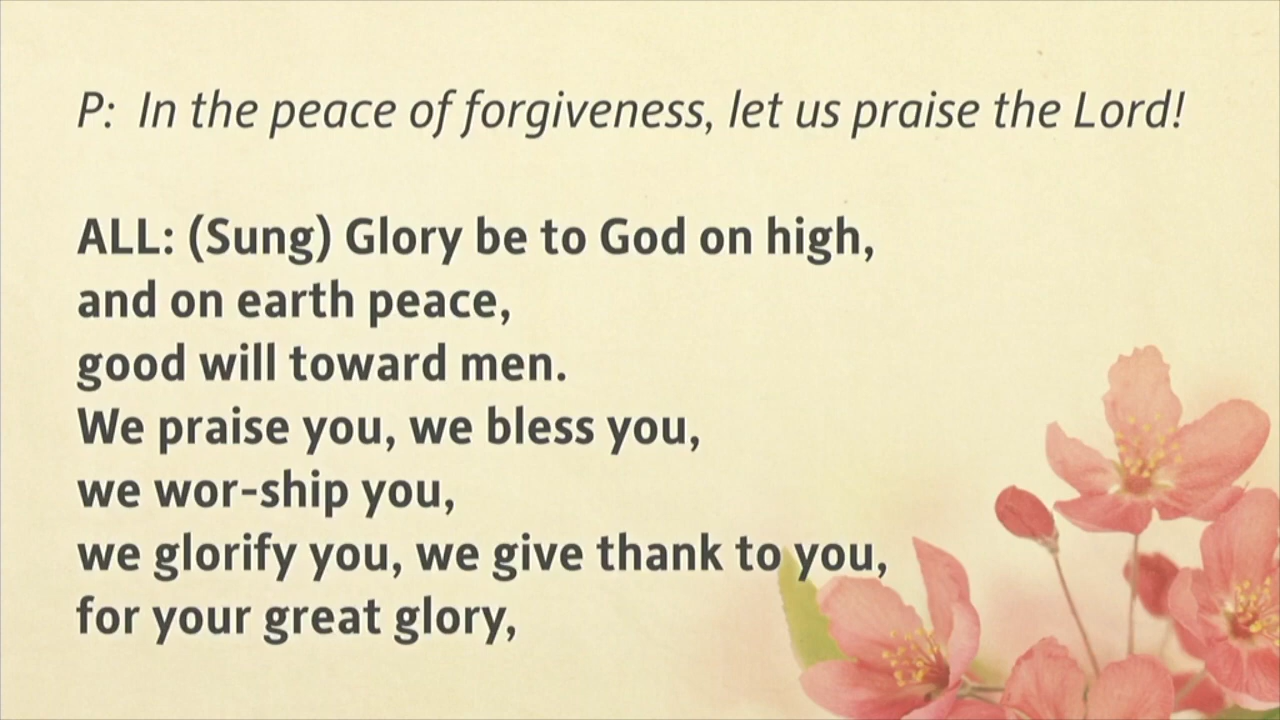 P: In the peace of forgiveness, let us praise the Lord!
ALL: (Sung) Glory be to God on high,
and on earth peace,
good will toward men.
We praise you, we bless you,
we wor-ship you,
we glorify you, we give thank to you,
for your great glory,